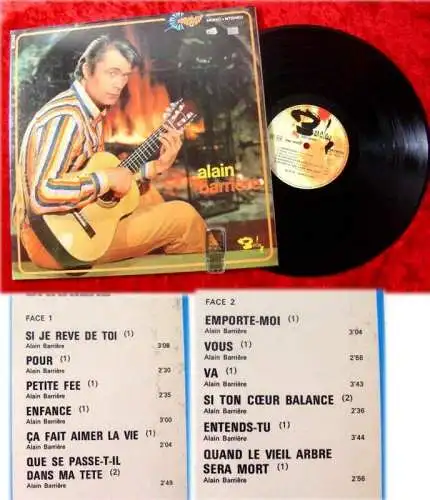 MONO - STEREO
alain
barrière
Barclay
FACE 1
SI JE REVE DE TOI (1)
Alain Barrière 3'08
POUR (1)
Alain Barrière 2'30
PETITE FEE (1)
Alain Barrière 2'35
ENFANCE (1)
Alain Barrière 3'00
ÇA FAIT AIMER LA VIE (1)
Alain Barrière 2'04
QUE SE PASSE-T-IL
DANS MA TETE (2)
Alain Barrière 2'49
FACE 2
EMPORTE-MOI (1)
Alain Barrière 3'04
VOUS (1)
Alain Barrière 2'56
VA (1)
Alain Barrière 3'43
SI TON CŒUR BALANCE (2)
Alain Barrière 2'36
ENTENDS-TU (1)
Alain Barrière 3'44
QUAND LE VIEIL ARBRE
SERA MORT (1)
Alain Barrière 2'56